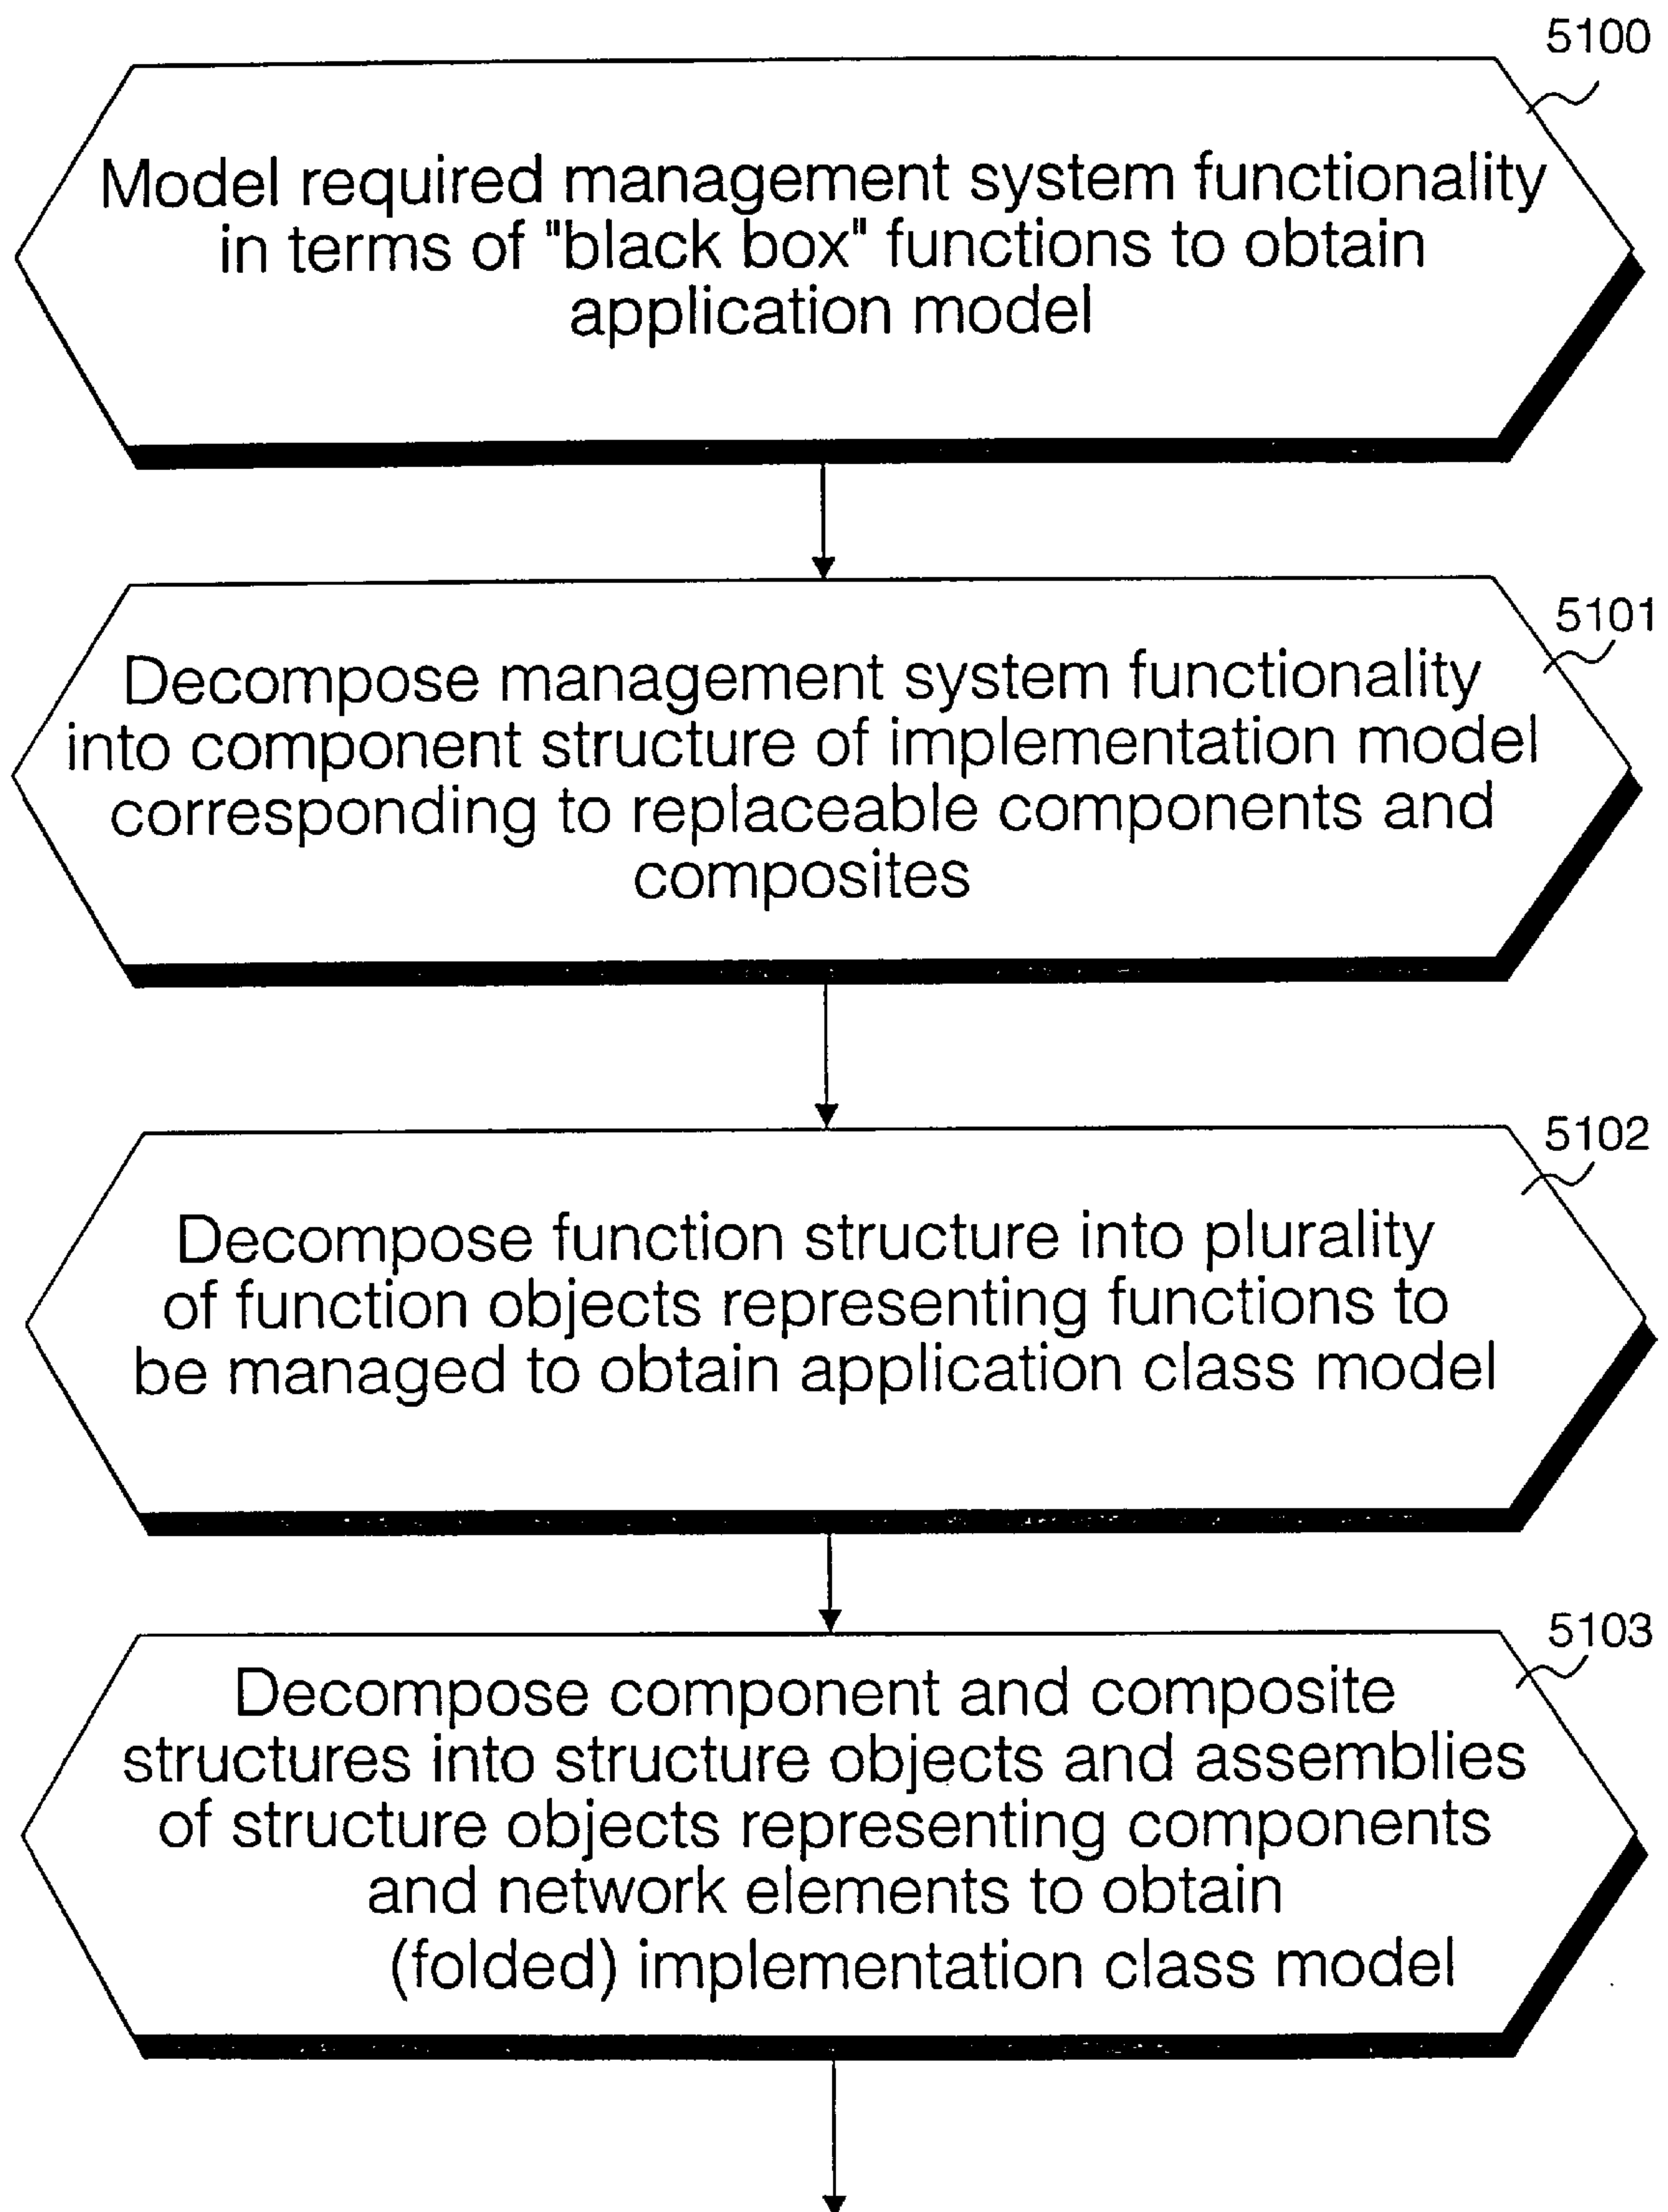 5100
Model required management system functionality
in terms of "black box" functions to obtain
application model
5101
Decompose management system functionality
into component structure of implementation model
corresponding to replaceable components and
composites
5102
Decompose function structure into plurality
of function objects representing functions to
be managed to obtain application class model
5103
Decompose component and composite
structures into structure objects and assemblies
of structure objects representing components
and network elements to obtain
(folded) implementation class model